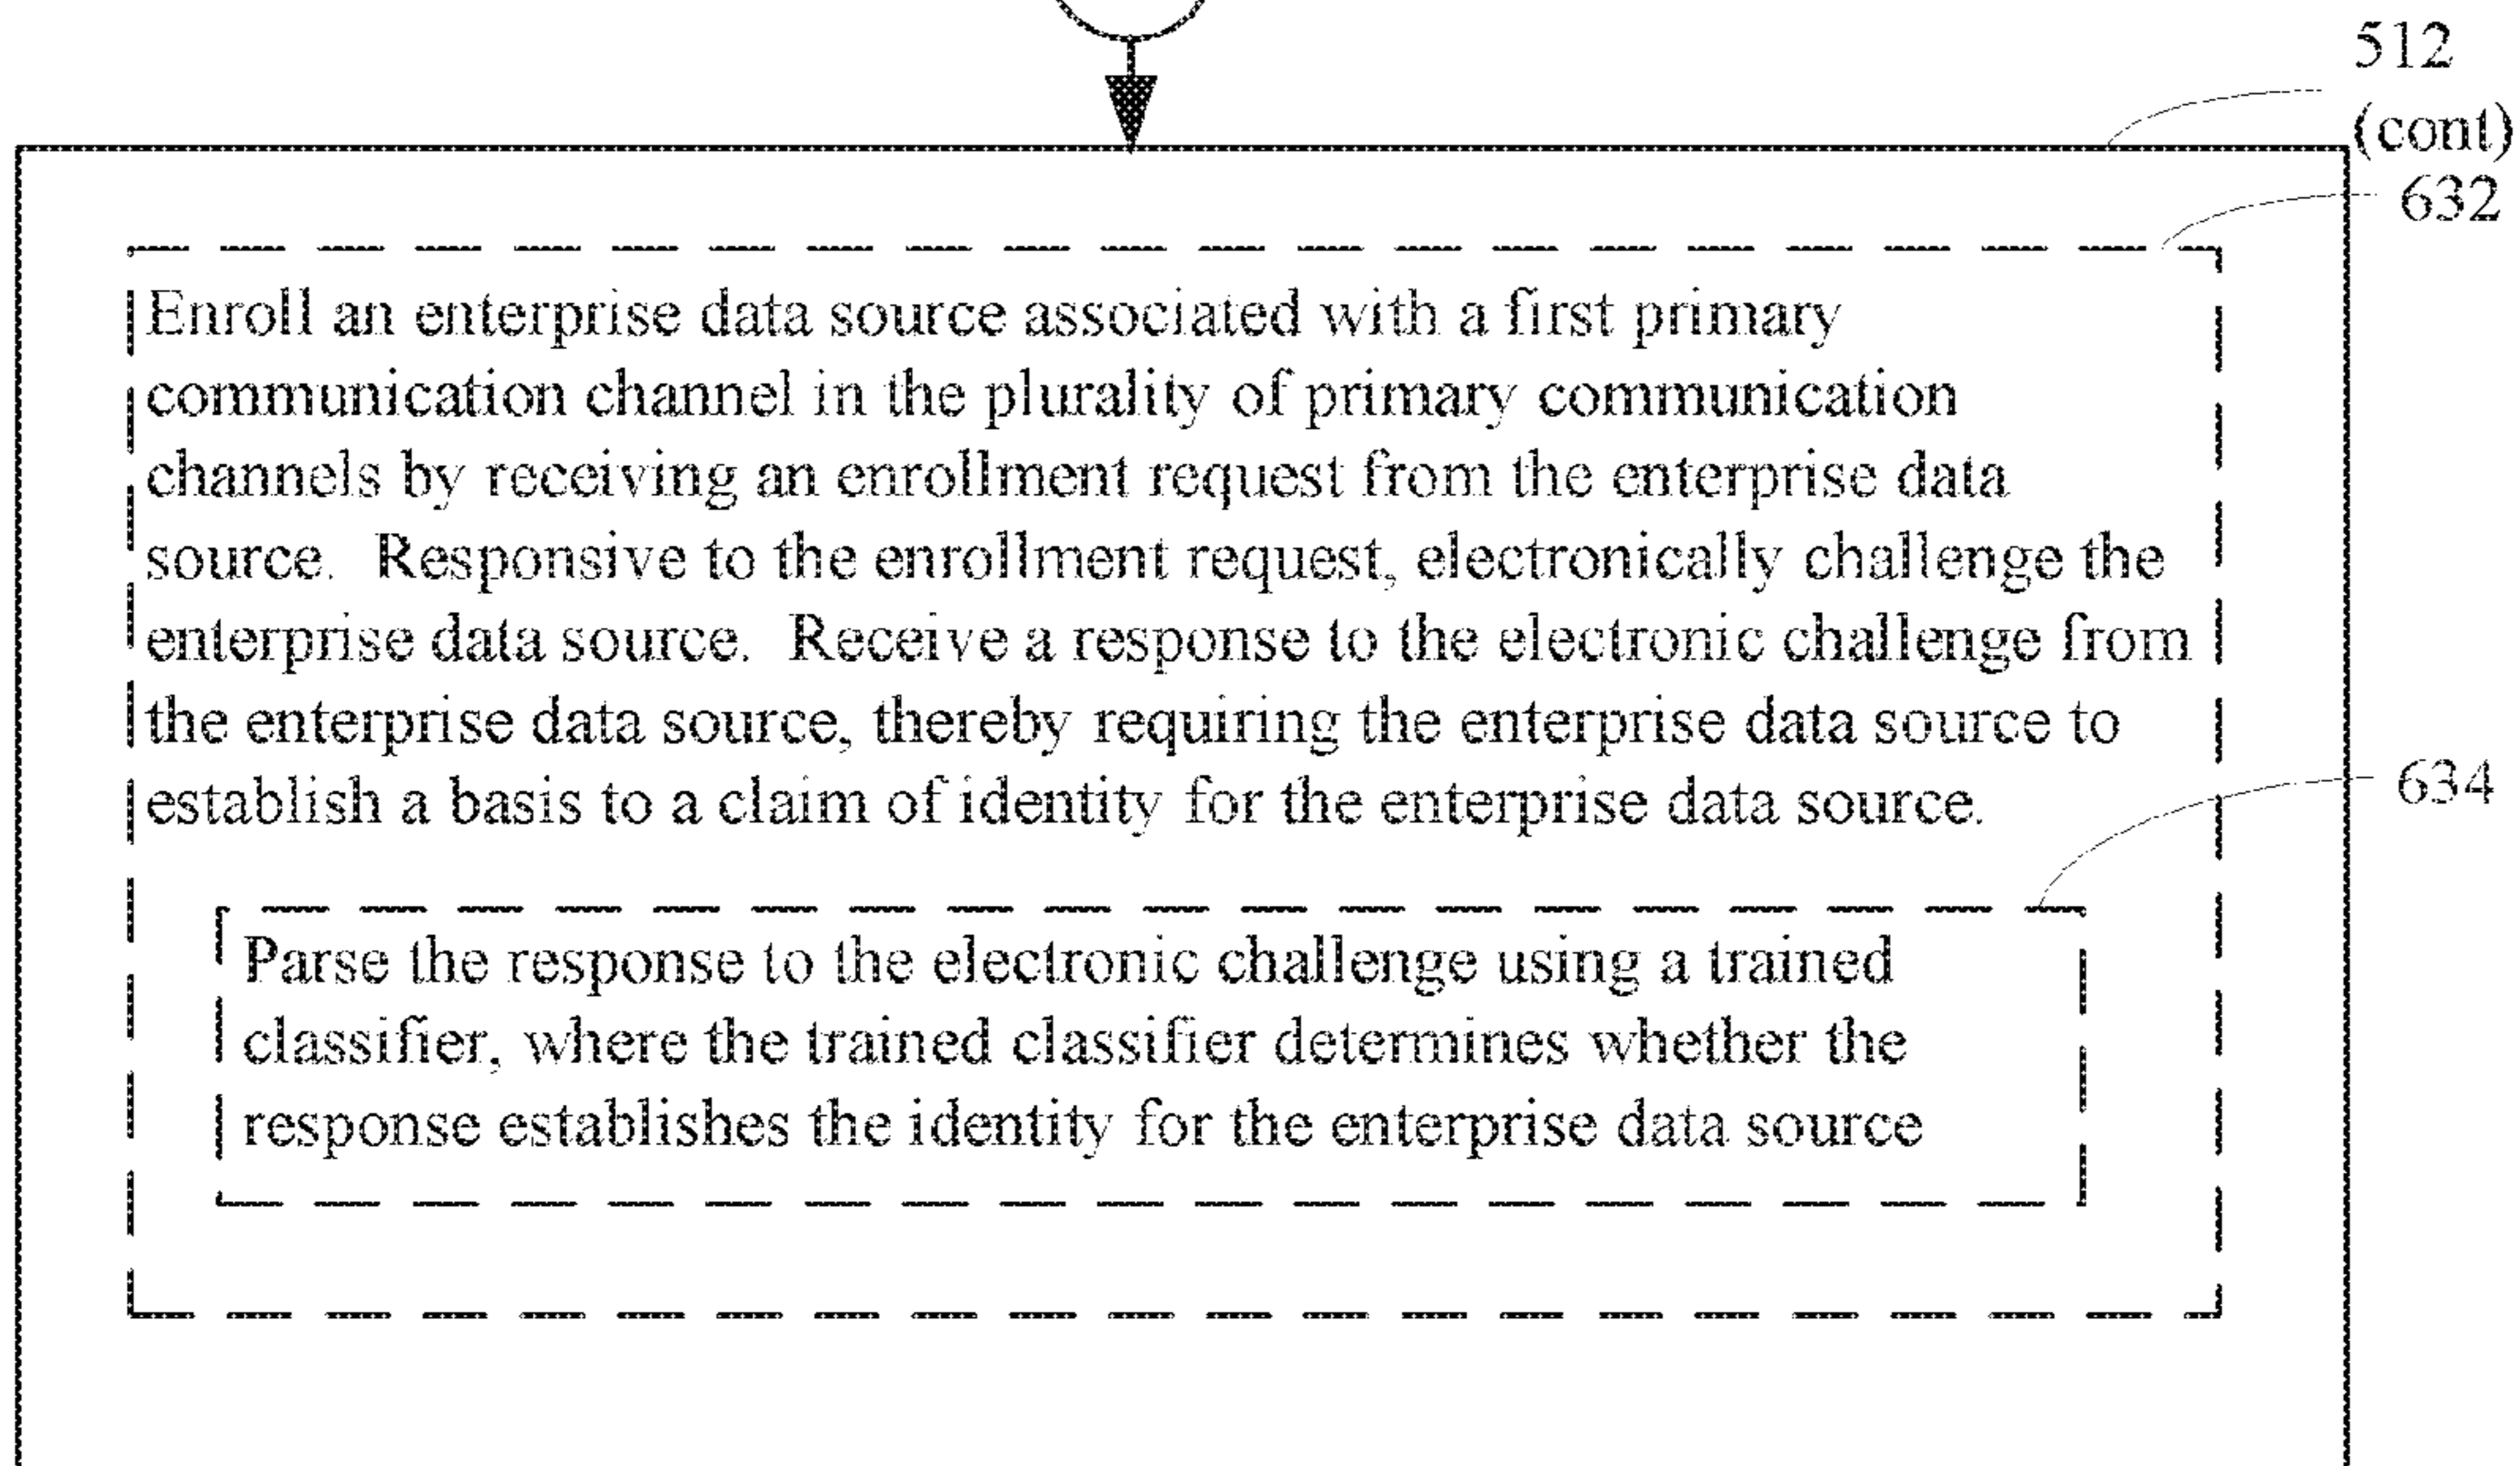 512
(cont)
632
Enroll an enterprise data source associated with a first primary
communication channel in the plurality of primary communication
channels by receiving an enrollment request from the enterprise data
source.  Responsive to the enrollment request, electronically challenge the
enterprise data source.  Receive a response to the electronic challenge from
the enterprise data source, thereby requiring the enterprise data source to
establish a basis to a claim of identity for the enterprise data source.
634
Parse the response to the electronic challenge using a trained
classifier, where the trained classifier determines whether the
response establishes the identity for the enterprise data source